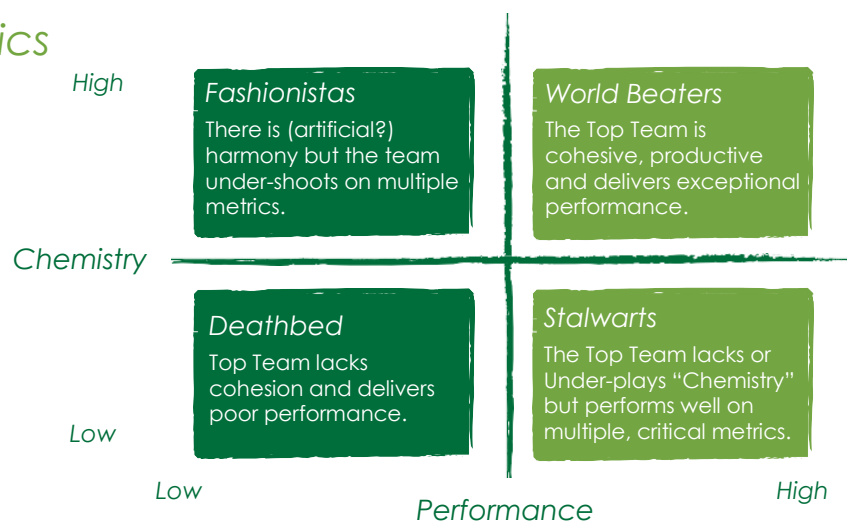 ics
High
Fashionistas
There is (artificial?)
harmony but the team
under-shoots on multiple
metrics.
World Beaters
The Top Team is
cohesive, productive
and delivers exceptional
performance.
Chemistry
Deathbed
Top Team lacks
cohesion and delivers
poor performance.
Stalwarts
The Top Team lacks or
Under-plays “Chemistry”
but performs well on
multiple, critical metrics.
Low
Low
Performance
High